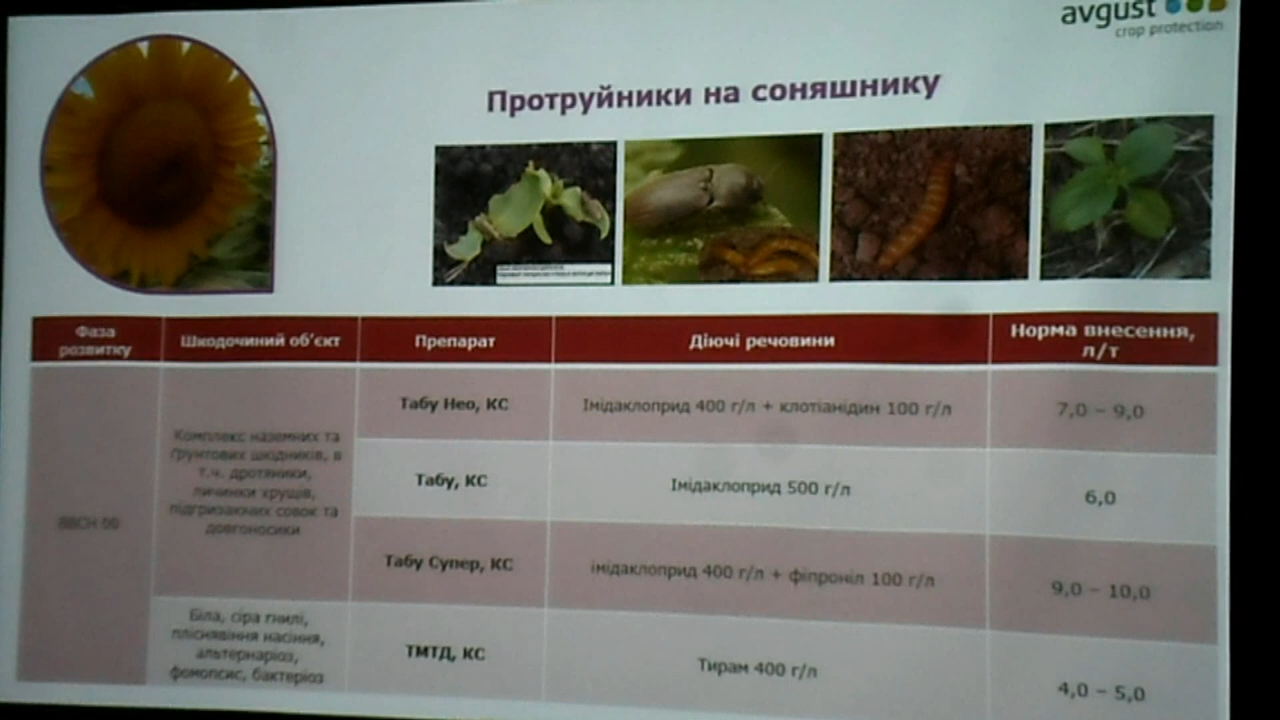 avgust
crop protection
Протруйники на соняшнику
Фаза
розвитку
Шкодочиний об'єкт
Препарат
Діючі речовини
Норма внесення,
л/т
ВВСН 00
Комплекс наземних та
ґрунтових шкідників, в
т.ч. дротяники,
личинки хрущів,
підгризаючих совок та
довгоносики
Табу Нео, КС
Імідаклоприд 400 г/л + клотіанідин 100 г/л
7,0 – 9,0
Табу, КС
Імідаклоприд 500 г/л
6,0
Табу Супер, КС
імідаклоприд 400 г/л + фіпроніл 100 г/л
9,0 – 10,0
Біла, сіра гнилі,
пліснявіння насіння,
альтернаріоз,
фомопсис, бактеріоз
ТМТД, КС
Тирам 400 г/л
4,0 – 5,0